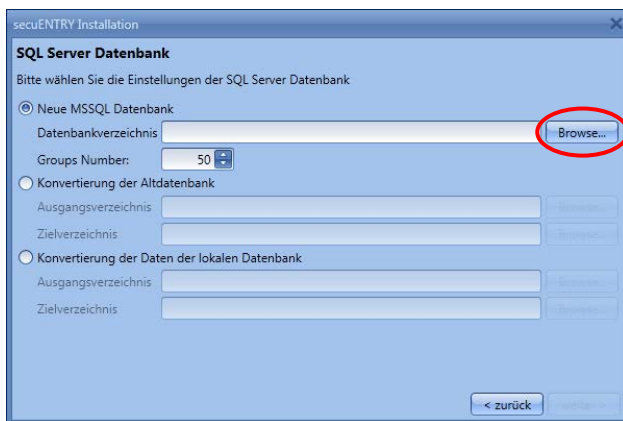 secuENTRY Installation
SQL Server Datenbank
Bitte wählen Sie die Einstellungen der SQL Server Datenbank
Neue MSSQL Datenbank
Datenbankverzeichnis Browse...
Groups Number: 50
Konvertierung der Altdatenbank
Ausgangsverzeichnis
Zielverzeichnis
Konvertierung der Daten der lokalen Datenbank
Ausgangsverzeichnis
Zielverzeichnis
< zurück